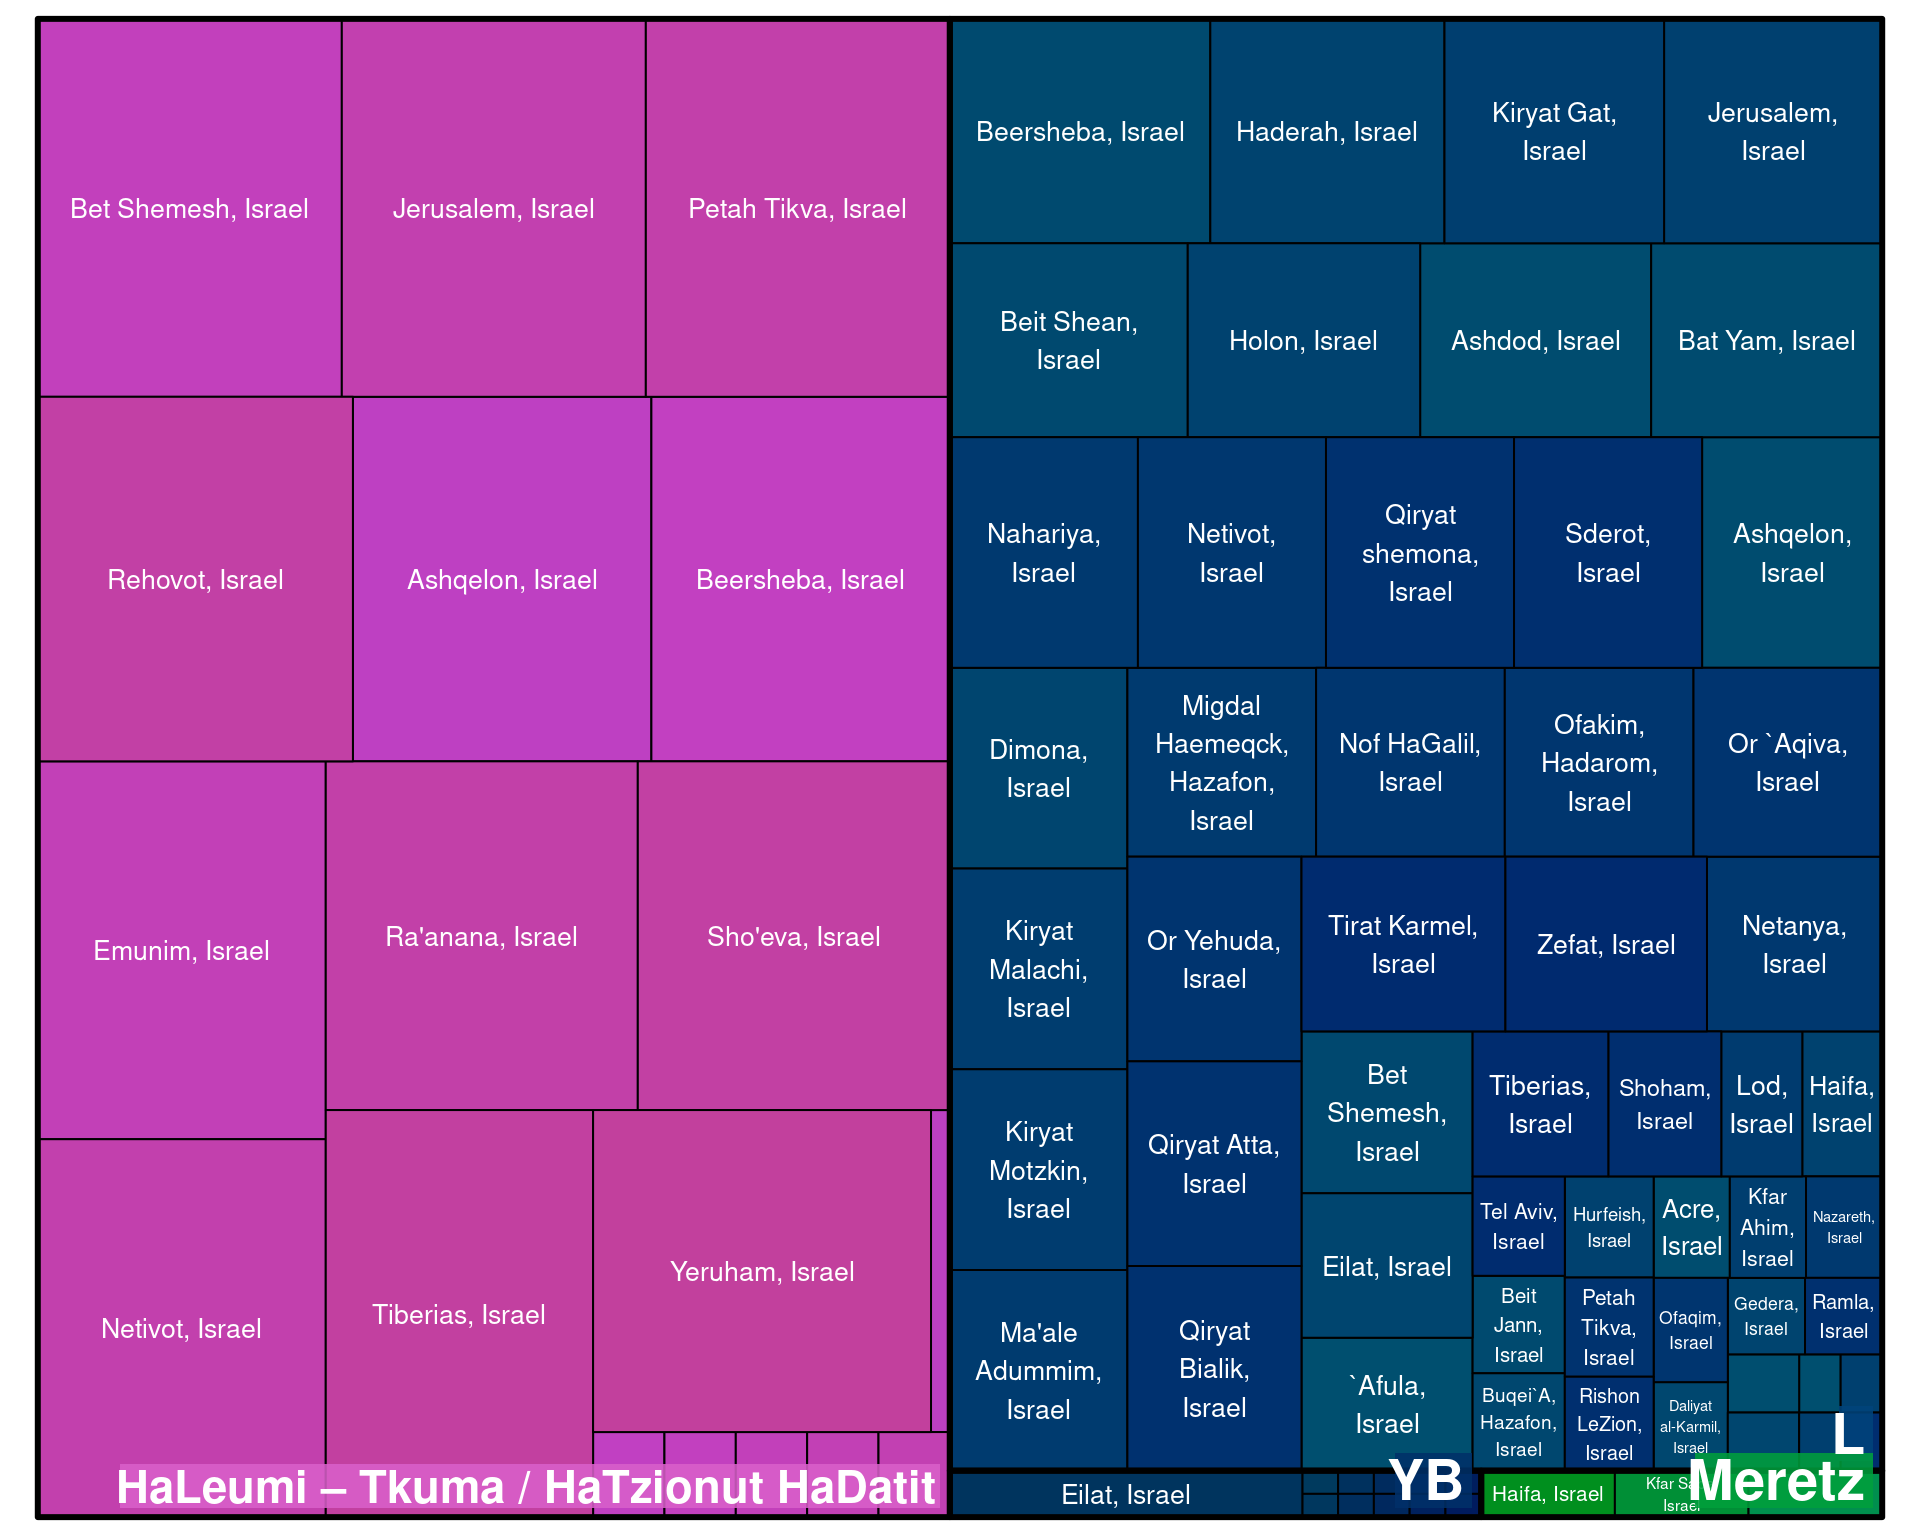 Bet Shemesh, Israel
Jerusalem, Israel
Petah Tikva, Israel
Rehovot, Israel
Ashqelon, Israel
Beersheba, Israel
Emunim, Israel
Ra'anana, Israel
Sho'eva, Israel
Netivot, Israel
Tiberias, Israel
Yeruham, Israel
HaLeumi – Tkuma / HaTzionut HaDatit
Beersheba, Israel
Haderah, Israel
Kiryat Gat,
Israel
Jerusalem,
Israel
Beit Shean,
Israel
Holon, Israel
Ashdod, Israel
Bat Yam, Israel
Nahariya,
Israel
Netivot,
Israel
Qiryat
shemona,
Israel
Sderot,
Israel
Ashqelon,
Israel
Dimona,
Israel
Migdal
Haemeqck,
Hazafon,
Israel
Nof HaGalil,
Israel
Ofakim,
Hadarom,
Israel
Or `Aqiva,
Israel
Kiryat
Malachi,
Israel
Or Yehuda,
Israel
Tirat Karmel,
Israel
Zefat, Israel
Netanya,
Israel
Kiryat
Motzkin,
Israel
Qiryat Atta,
Israel
Bet
Shemesh,
Israel
Tiberias,
Israel
Shoham,
Israel
Lod,
Israel
Haifa,
Israel
Ma'ale
Adummim,
Israel
Qiryat
Bialik,
Israel
Eilat, Israel
`Afula,
Israel
Tel Aviv,
Israel
Hurfeish,
Israel
Acre,
Israel
Kfar
Ahim,
Israel
Nazareth,
Israel
Beit
Jann,
Israel
Petah
Tikva,
Israel
Ofaqim,
Israel
Gedera,
Israel
Ramla,
Israel
Buqei`A,
Hazafon,
Israel
Rishon
LeZion,
Israel
Daliyat
al-Karmil,
Israel
L
Eilat, Israel
YB
Haifa, Israel
Kfar
Israel
Meretz